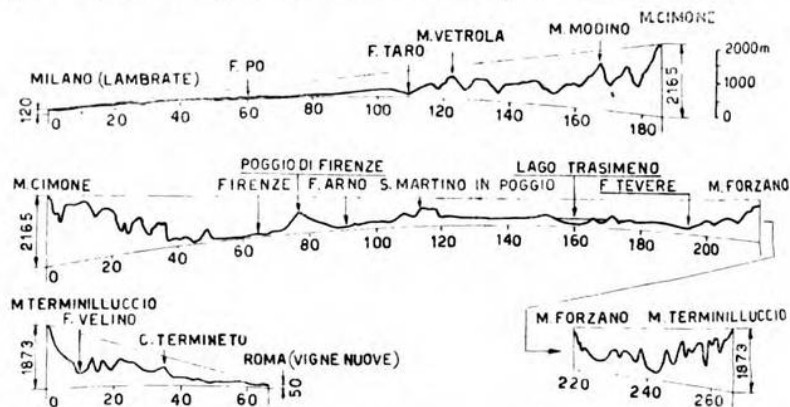 M.CIMONE
M. VETROLA
M. MODINO
F. TARO
2000m
F. PO
MILANO (LAMBRATE)
1000
2165
120
0
0 20 40 60 80 100 120 140 160 180
POGGIO DI FIRENZE
LAGO TRASIMENO
M. CIMONE
FIRENZE F. ARNO S. MARTINO IN POGGIO
F. TEVERE
M. FORZANO
2165
0 20 40 60 80 100 120 140 160 180 200
M TERMINILLUCCIO
F. VELINO
C. TERMINETO
ROMA (VIGNE NUOVE)
1873
50
0 20 40 60
M. FORZANO M. TERMINILLUCCIO
1873
220 240 260